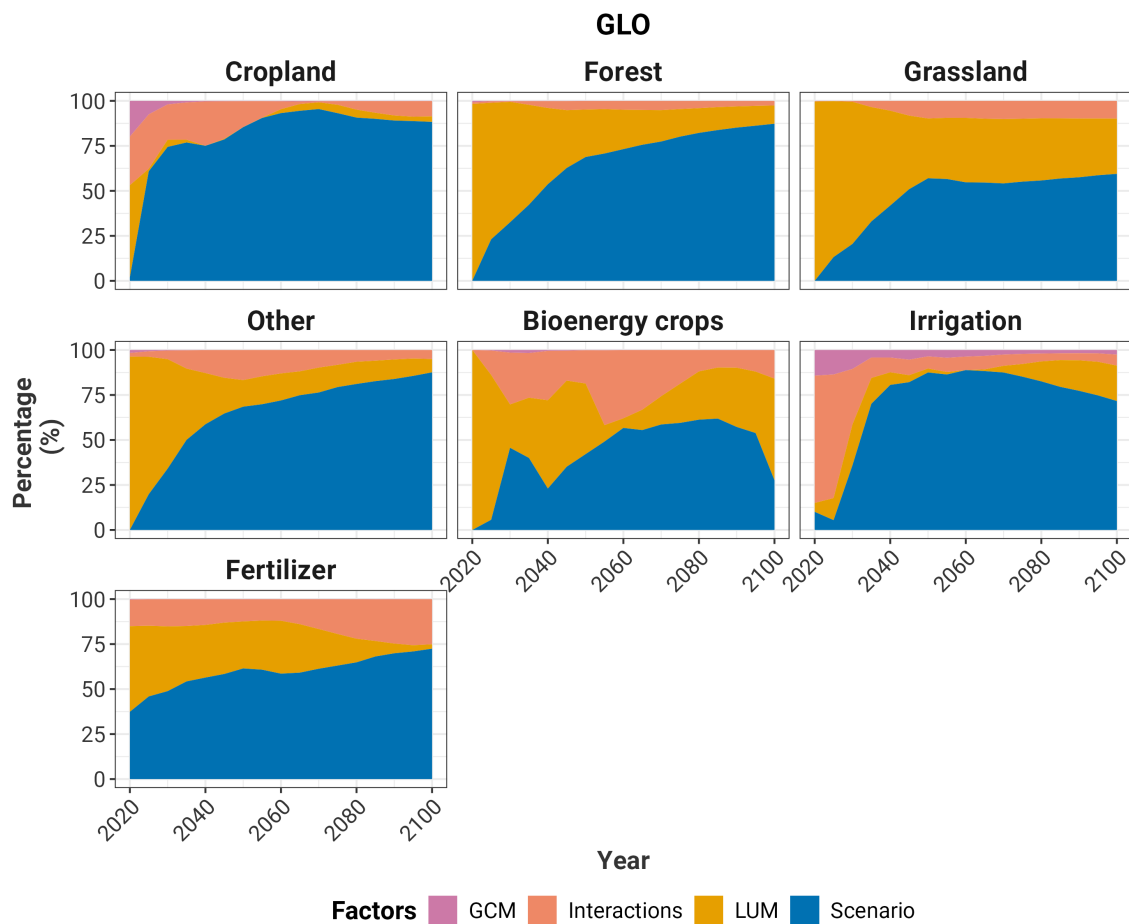 GLO
Cropland Forest Grassland
100
75
50
25
0
Other Bioenergy crops Irrigation
100
75
50
25
0
2020 2040 2060 2080 2100 2020 2040 2060 2080 2100
Fertilizer
100
75
50
25
0
2020 2040 2060 2080 2100
Percentage
(%)
Year
Factors GCM Interactions LUM Scenario